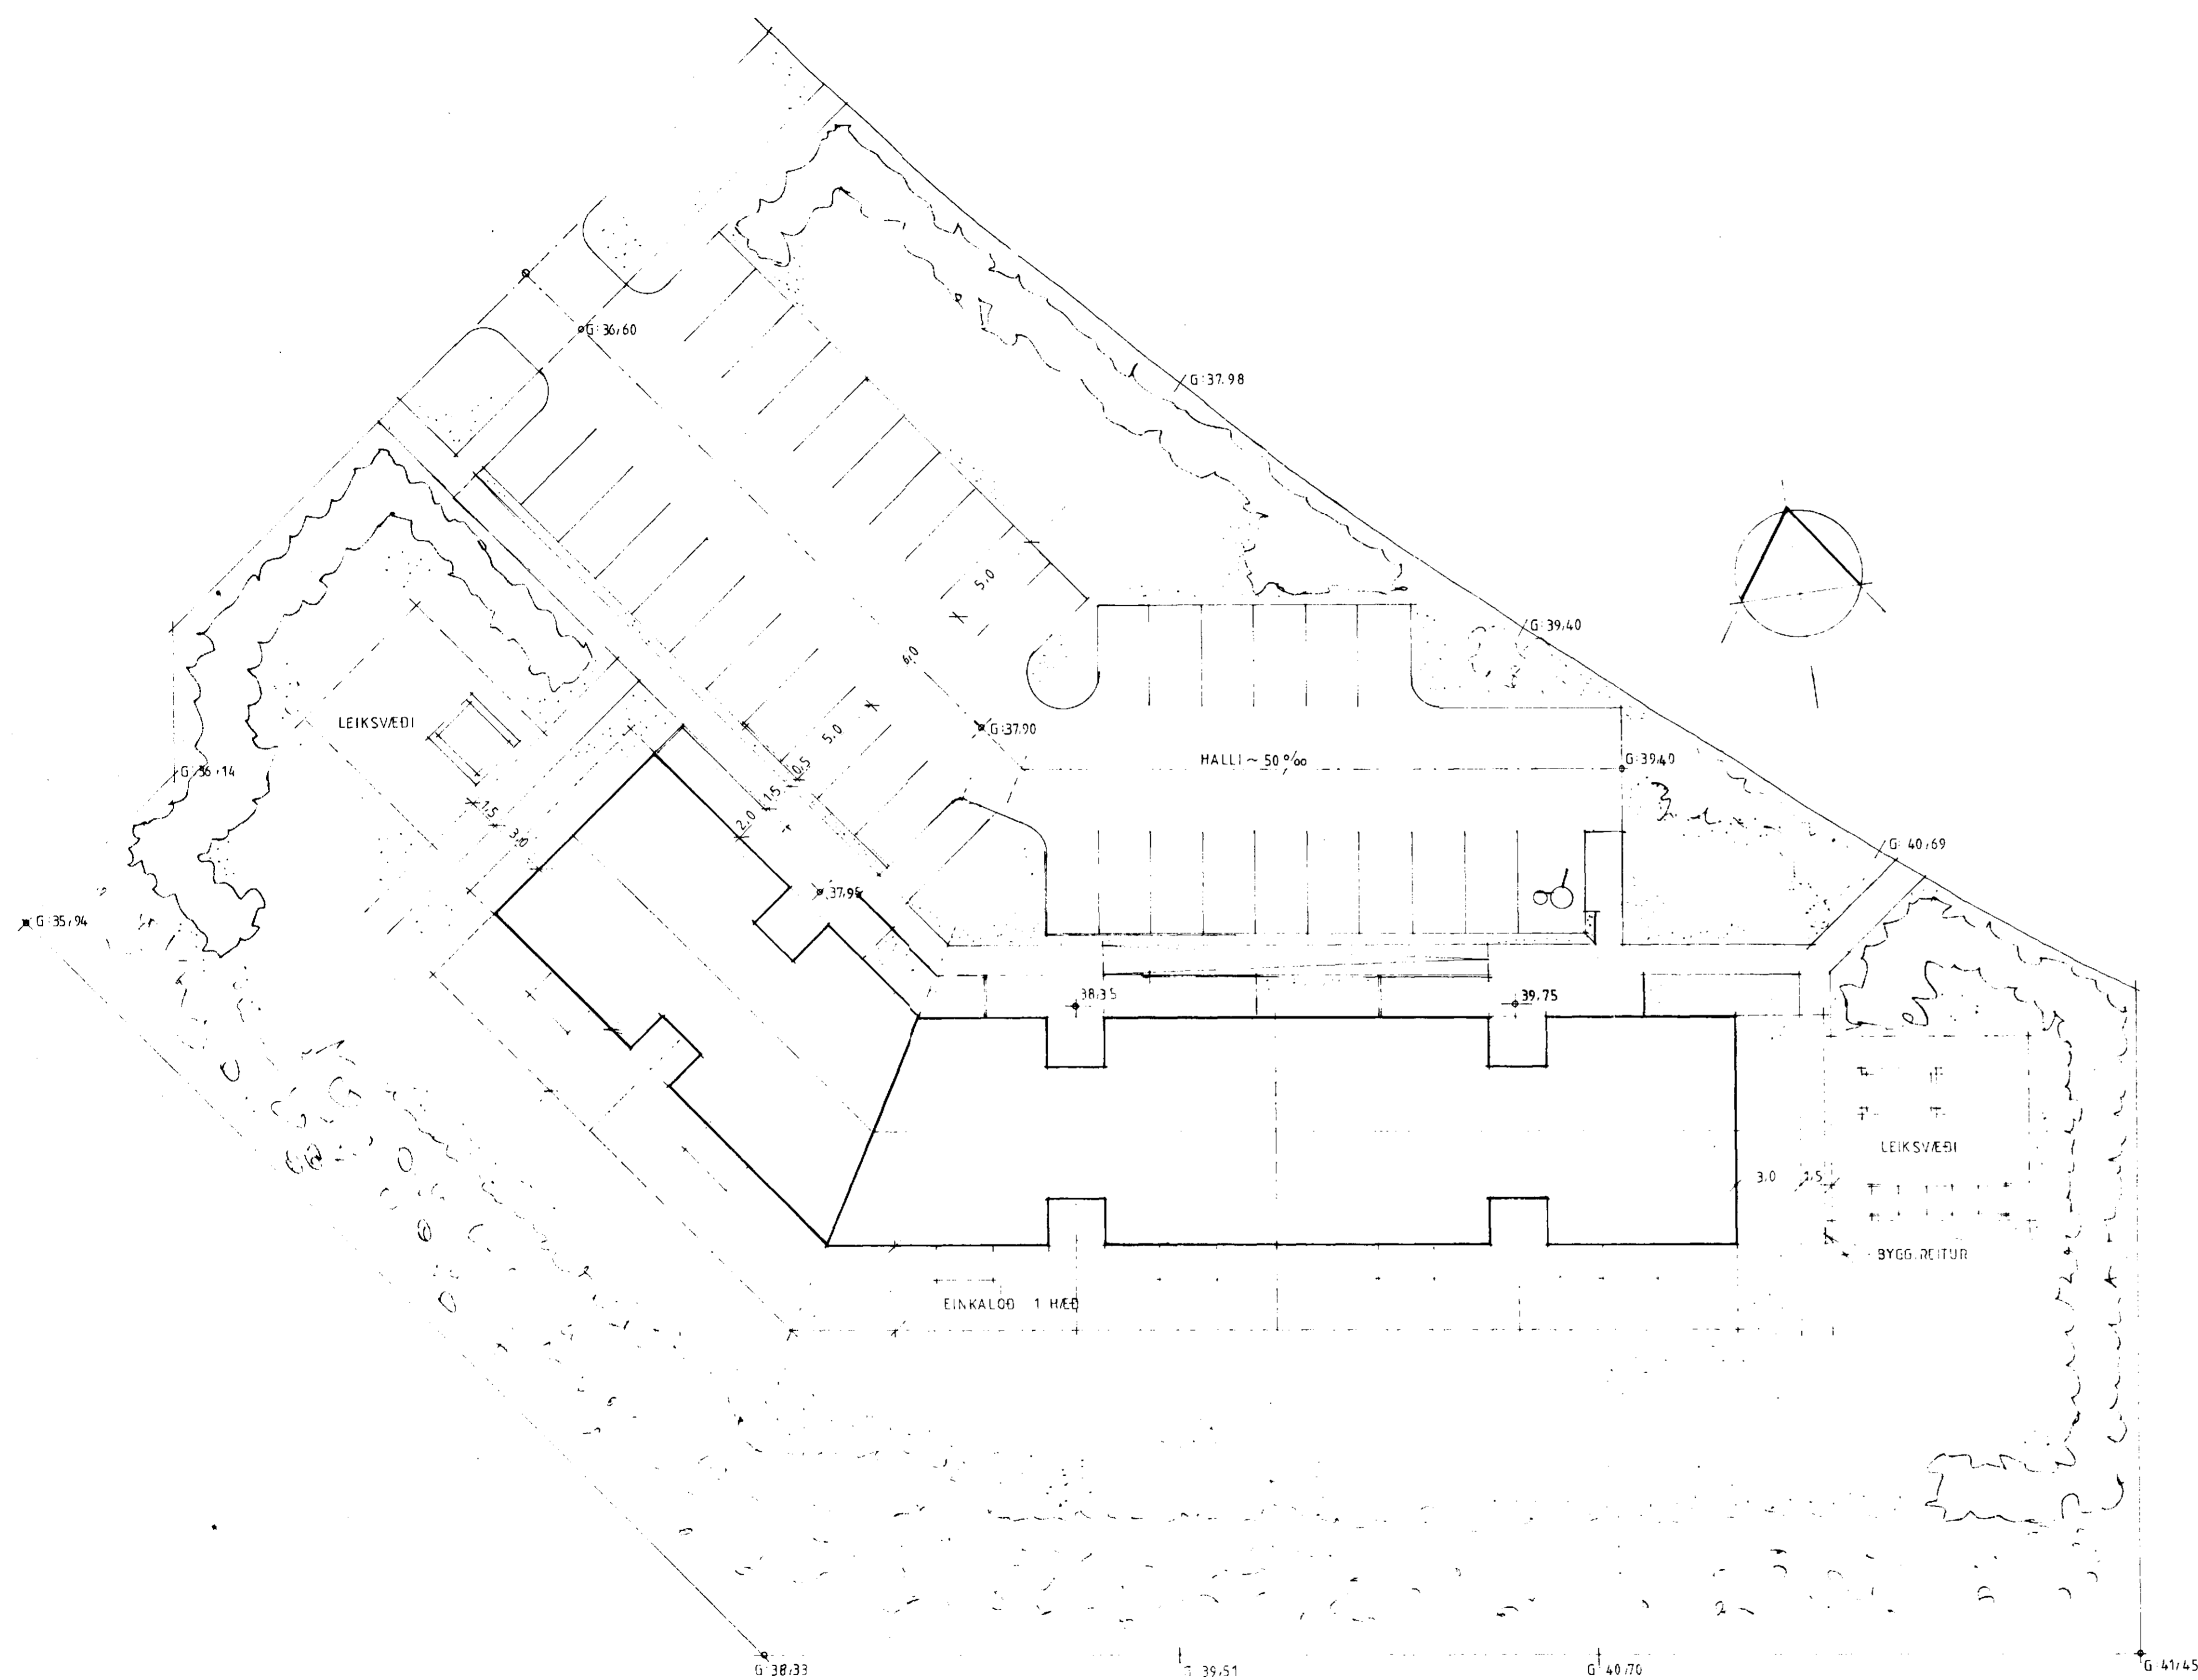 G:36/60
G:37.98
5.0
G:39/40
6,0
LEIKSVÆÐI
G:37.90
5.0
HALLI ~ 50 ‰
G:39/40
G:36/14
0.5
1.5
1.5
3.0
2.0
G:40/69
37,95
G:35/94
38,35
39.75
LEIKSVÆÐI
3.0
1.5
BYGG.REITUR
EINKALOÐ 1 HÆÐ
G:38/33
G 39/51
G 40/70
G:41/45